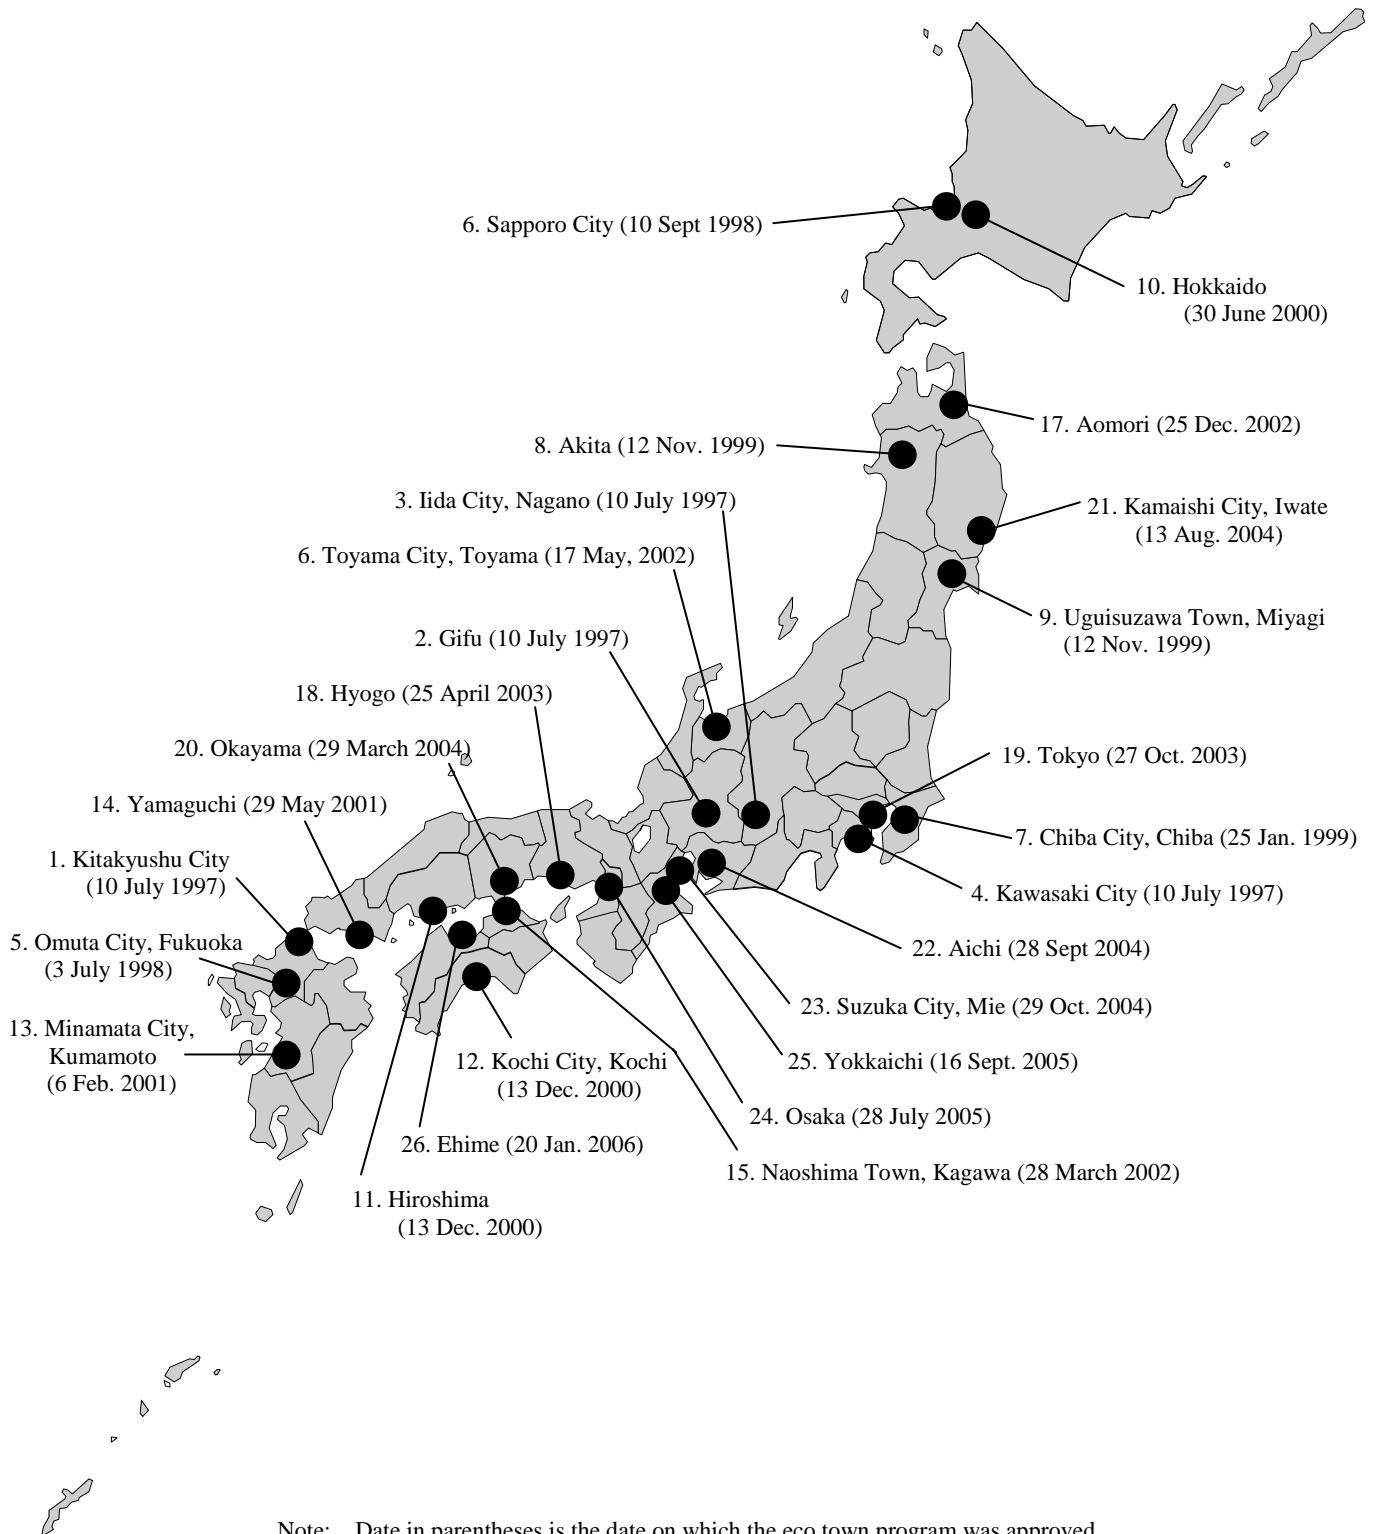 6. Sapporo City (10 Sept 1998)
10. Hokkaido
(30 June 2000)
17. Aomori (25 Dec. 2002)
8. Akita (12 Nov. 1999)
3. Iida City, Nagano (10 July 1997)
21. Kamaishi City, Iwate
(13 Aug. 2004)
6. Toyama City, Toyama (17 May, 2002)
9. Uguisuzawa Town, Miyagi
(12 Nov. 1999)
2. Gifu (10 July 1997)
18. Hyogo (25 April 2003)
20. Okayama (29 March 2004)
19. Tokyo (27 Oct. 2003)
14. Yamaguchi (29 May 2001)
7. Chiba City, Chiba (25 Jan. 1999)
1. Kitakyushu City
(10 July 1997)
4. Kawasaki City (10 July 1997)
5. Omuta City, Fukuoka
(3 July 1998)
22. Aichi (28 Sept 2004)
23. Suzuka City, Mie (29 Oct. 2004)
13. Minamata City,
Kumamoto
(6 Feb. 2001)
12. Kochi City, Kochi
(13 Dec. 2000)
25. Yokkaichi (16 Sept. 2005)
24. Osaka (28 July 2005)
26. Ehime (20 Jan. 2006)
15. Naoshima Town, Kagawa (28 March 2002)
11. Hiroshima
(13 Dec. 2000)
Note: Date in parentheses is the date on which the eco town program was approved